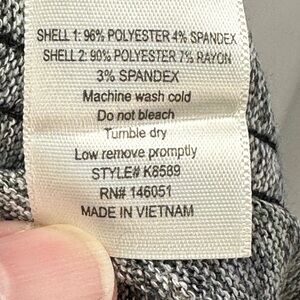 SHELL 1: 96% POLYESTER 4% SPANDEX
SHELL 2: 90% POLYESTER 7% RAYON
3% SPANDEX
Machine wash cold
Do not bleach
Tumble dry
Low remove promptly
STYLE# K8589
RN# 146051
MADE IN VIETNAM